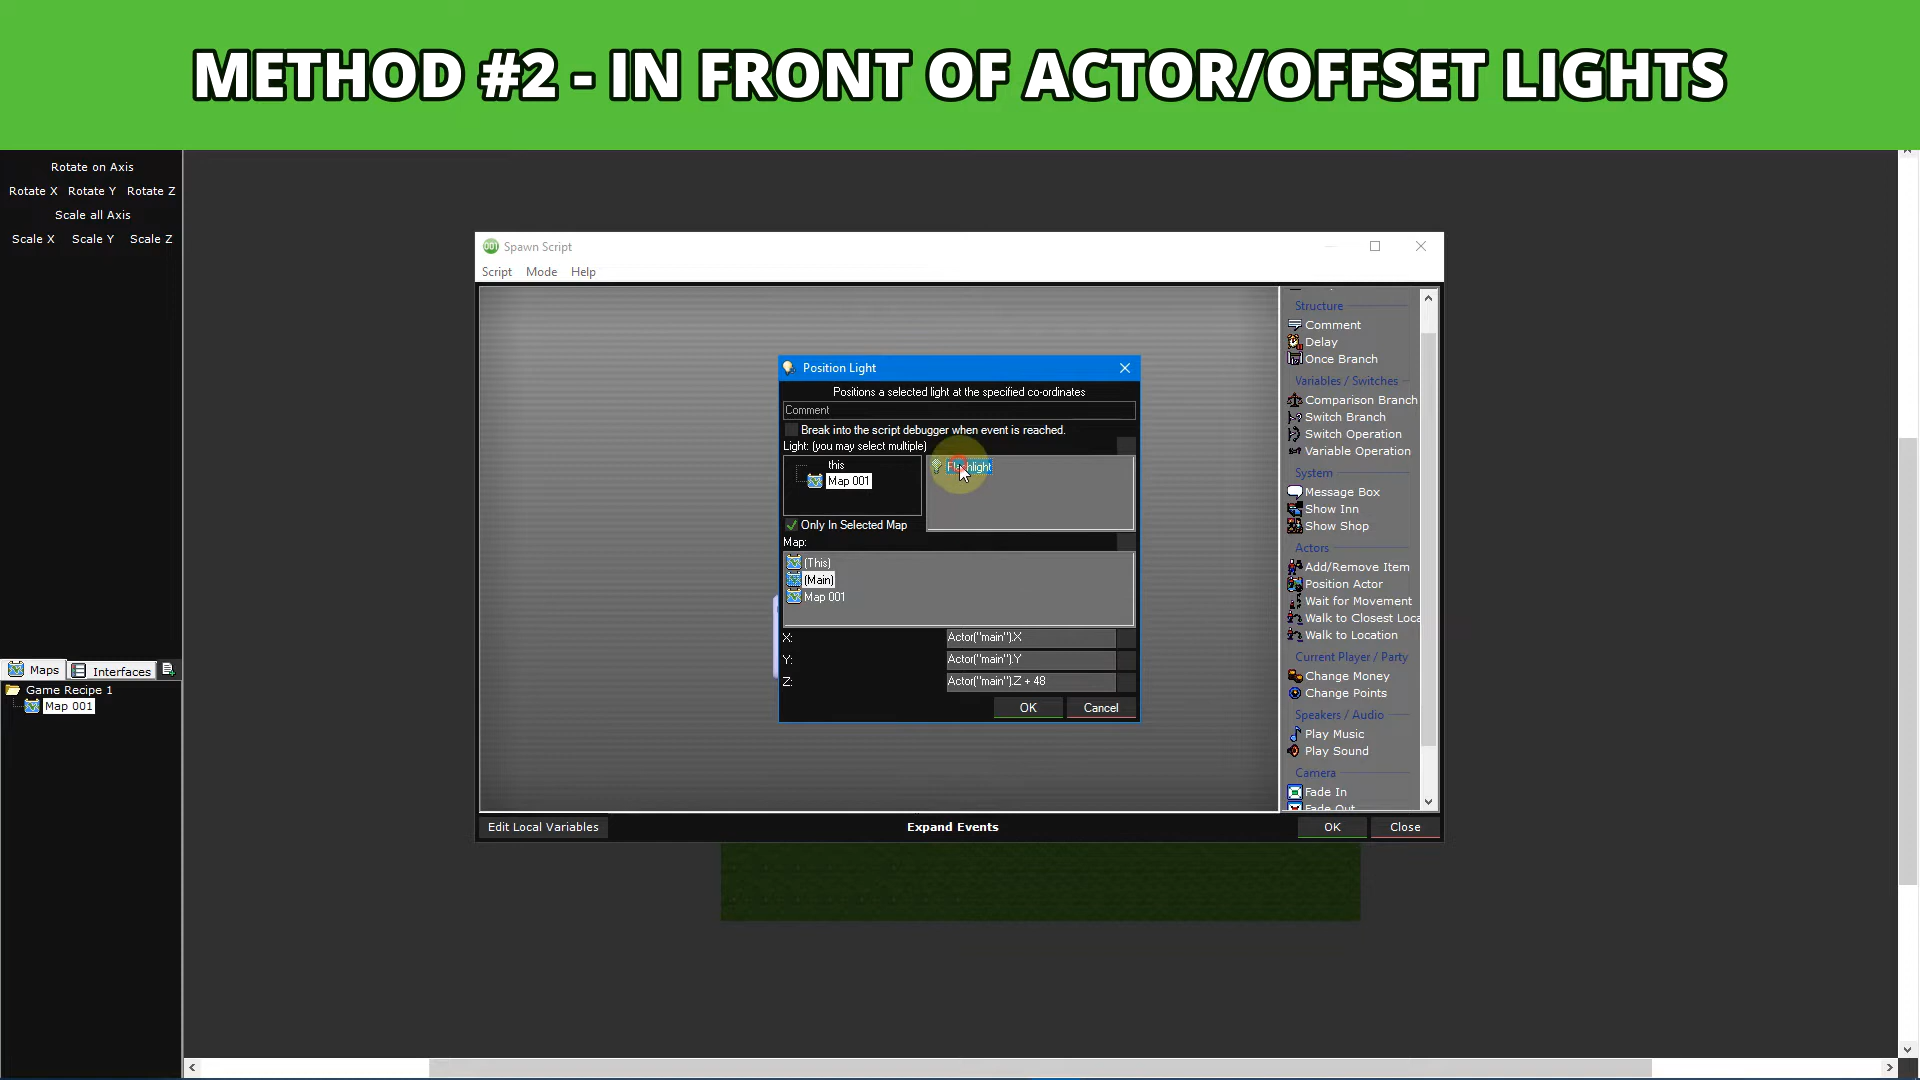 METHOD #2 - IN FRONT OF ACTOR/OFFSET LIGHTS
Rotate on Axis
Rotate X Rotate Y Rotate Z
Scale all Axis
Scale X Scale Y Scale Z
Maps Interfaces
Game Recipe 1
Map 001
Spawn Script
Script Mode Help
Position Light
Positions a selected light at the specified co-ordinates
Comment
Break into the script debugger when event is reached.
Light: (you may select multiple)
this
Map 001
Flashlight
Only In Selected Map
Map:
(This)
(Main)
Map 001
X: Actor("main").X
Y: Actor("main").Y
Z: Actor("main").Z + 48
OK Cancel
Structure
Comment
Delay
Once Branch
Variables / Switches
Comparison Branch
Switch Branch
Switch Operation
Variable Operation
System
Message Box
Show Inn
Show Shop
Actors
Add/Remove Item
Position Actor
Wait for Movement
Walk to Closest Loca
Walk to Location
Current Player / Party
Change Money
Change Points
Speakers / Audio
Play Music
Play Sound
Camera
Fade In
Fade Out
Edit Local Variables
Expand Events
OK Close